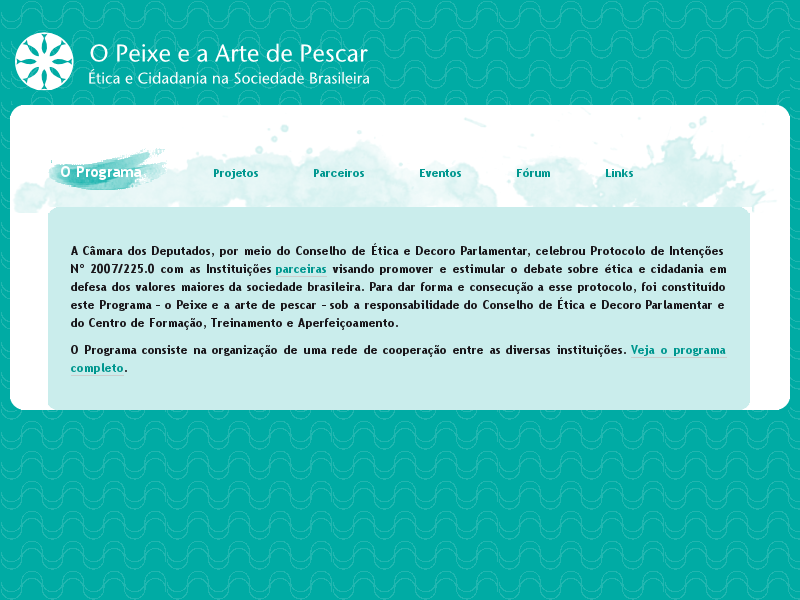 O Peixe e a Arte de Pescar
Ética e Cidadania na Sociedade Brasileira
O Programa Projetos Parceiros Eventos Fórum Links
A Câmara dos Deputados, por meio do Conselho de Ética e Decoro Parlamentar, celebrou Protocolo de Intenções
Nº 2007/225.0 com as Instituições parceiras visando promover e estimular o debate sobre ética e cidadania em
defesa dos valores maiores da sociedade brasileira. Para dar forma e consecução a esse protocolo, foi constituído
este Programa - o Peixe e a arte de pescar - sob a responsabilidade do Conselho de Ética e Decoro Parlamentar e
do Centro de Formação, Treinamento e Aperfeiçoamento.
O Programa consiste na organização de uma rede de cooperação entre as diversas instituições. Veja o programa
completo.